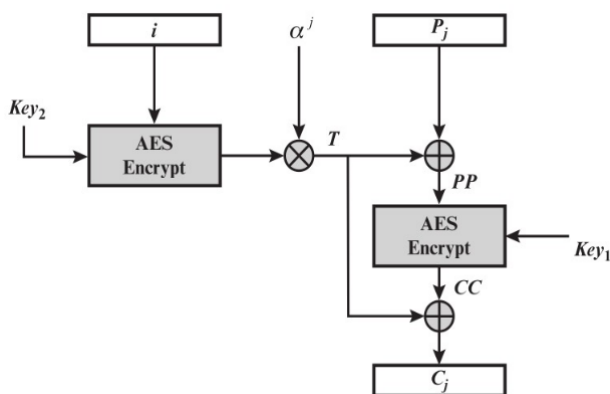 i
α^j
P_j
Key_2
AES
Encrypt
T
PP
AES
Encrypt
Key_1
CC
C_j